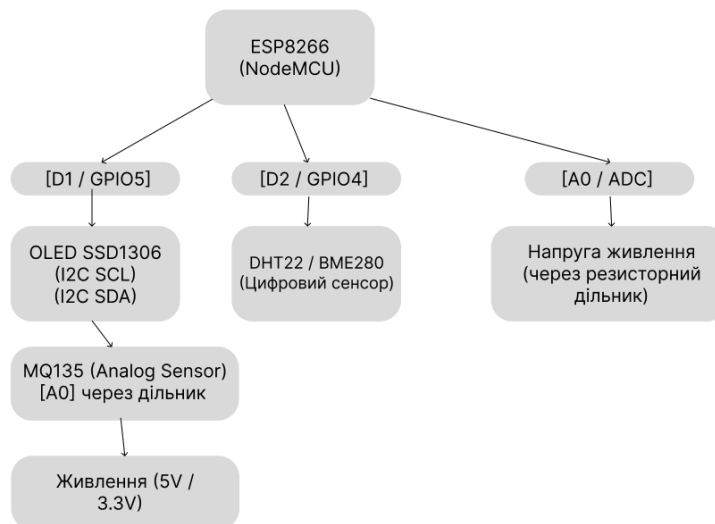 ESP8266
(NodeMCU)
[D1 / GPIO5]
[D2 / GPIO4]
[A0 / ADC]
OLED SSD1306
(I2C SCL)
(I2C SDA)
DHT22 / BME280
(Цифровий сенсор)
Напруга живлення
(через резисторний
дільник)
MQ135 (Analog Sensor)
[A0] через дільник
Живлення (5V /
3.3V)